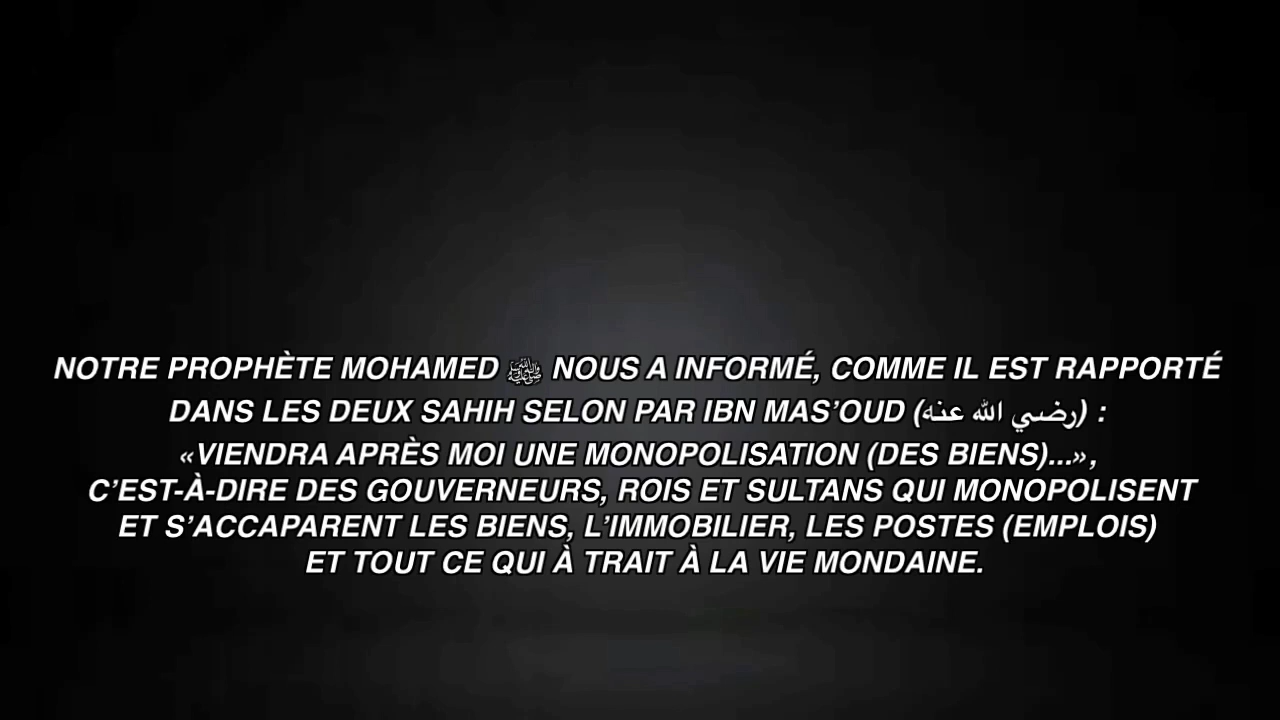 NOTRE PROPHÈTE MOHAMED ﷺ NOUS A INFORMÉ, COMME IL EST RAPPORTÉ
DANS LES DEUX SAHIH SELON PAR IBN MAS’OUD (رضي الله عنه) :
«VIENDRA APRÈS MOI UNE MONOPOLISATION (DES BIENS)...»,
C’EST-À-DIRE DES GOUVERNEURS, ROIS ET SULTANS QUI MONOPOLISENT
ET S’ACCAPARENT LES BIENS, L’IMMOBILIER, LES POSTES (EMPLOIS)
ET TOUT CE QUI À TRAIT À LA VIE MONDAINE.